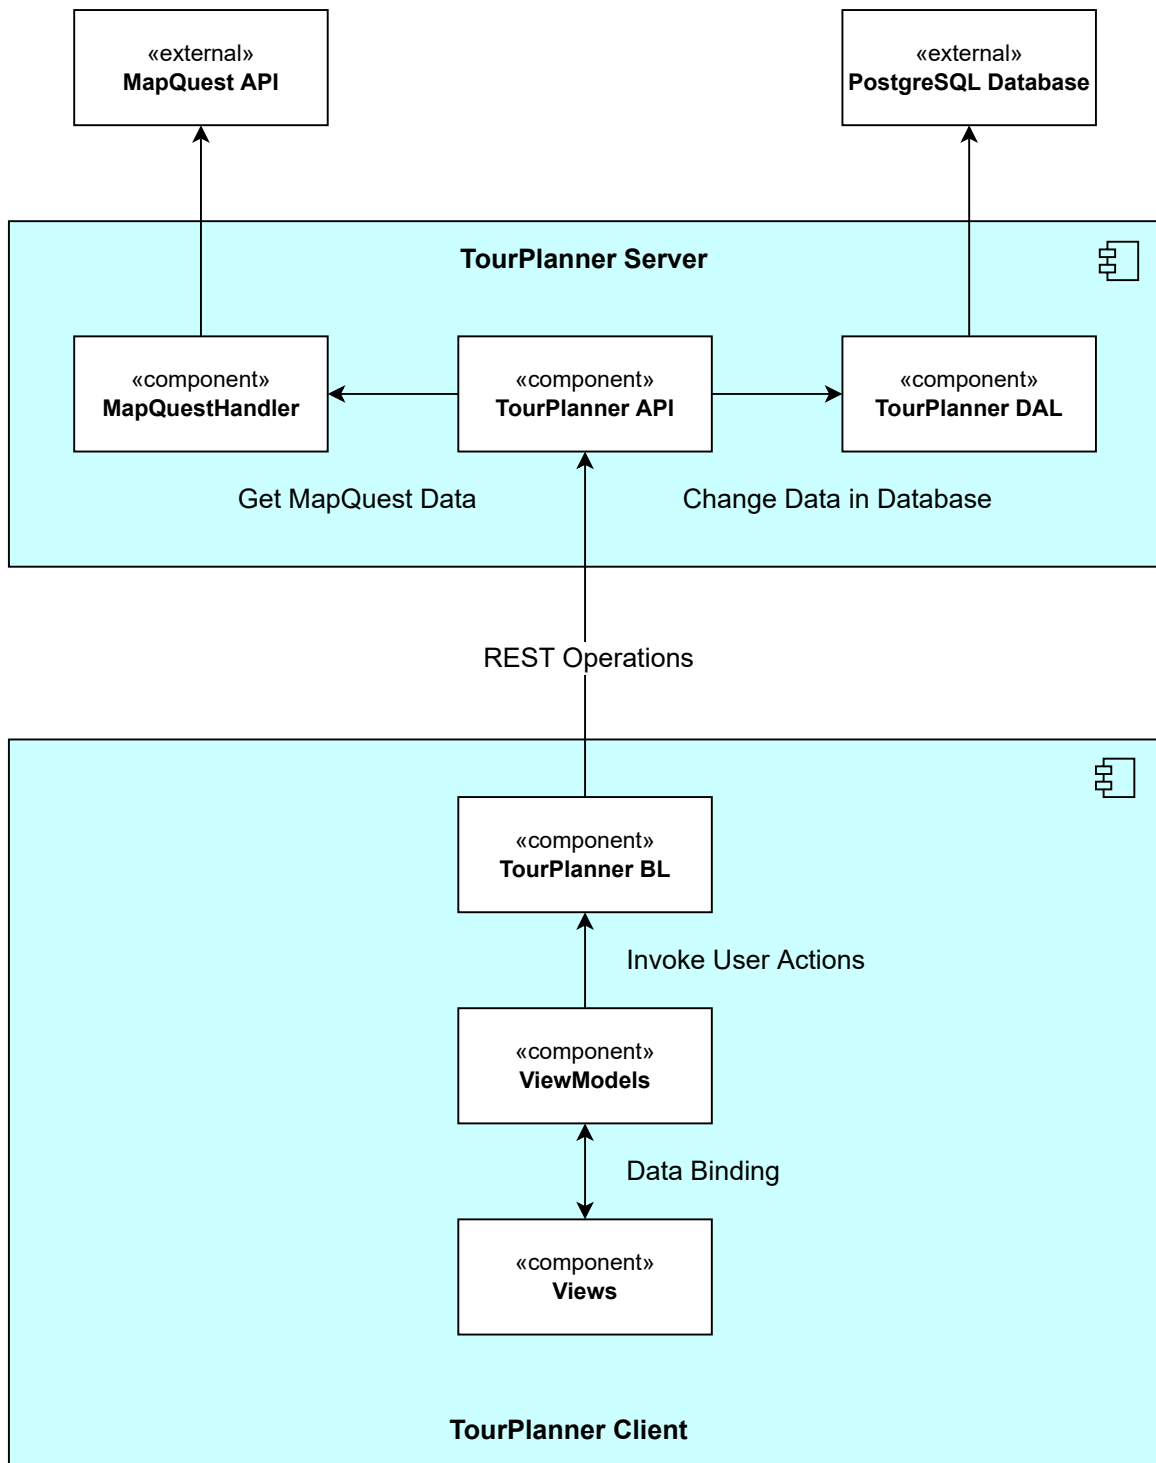 «external»
MapQuest API
«external»
PostgreSQL Database
TourPlanner Server
«component»
MapQuestHandler
«component»
TourPlanner API
«component»
TourPlanner DAL
Get MapQuest Data
Change Data in Database
REST Operations
«component»
TourPlanner BL
Invoke User Actions
«component»
ViewModels
Data Binding
«component»
Views
TourPlanner Client